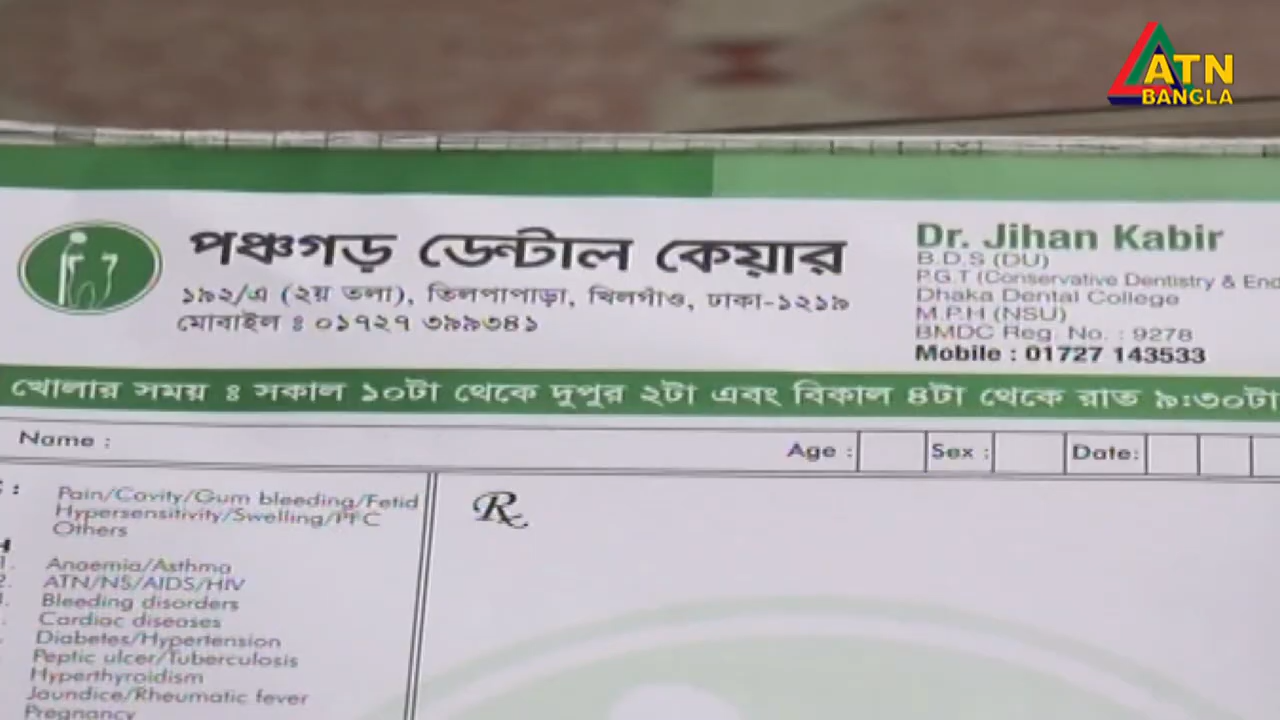 ATN
BANGLA
পঞ্চগড় ডেন্টাল কেয়ার
১৯২/এ (২য় তলা), তিলপাপাড়া, খিলগাঁও, ঢাকা-১২১৯
মোবাইল ঃ ০১৭২৭ ৩৯৯৩৪১
Dr. Jihan Kabir
B.D.S (DU)
P.G.T (Conservative Dentistry & End
Dhaka Dental College
M.P.H (NSU)
BMDC Reg. No. : 9278
Mobile : 01727 143533
খোলার সময় ঃ সকাল ১০টা থেকে দুপুর ২টা এবং বিকাল ৪টা থেকে রাত ৯:৩০টা
Name :
Age :
Sex :
Date:
Pain/Cavity/Gum bleeding/Fetid
Hypersensitivity/Swelling/PFC
Others
Rx
Anaemia/Asthma
ATN/NS/AIDS/HIV
Bleeding disorders
Cardiac diseases
Diabetes/Hypertension
Peptic ulcer/Tuberculosis
Hyperthyroidism
Jaundice/Rheumatic fever
Pregnancy